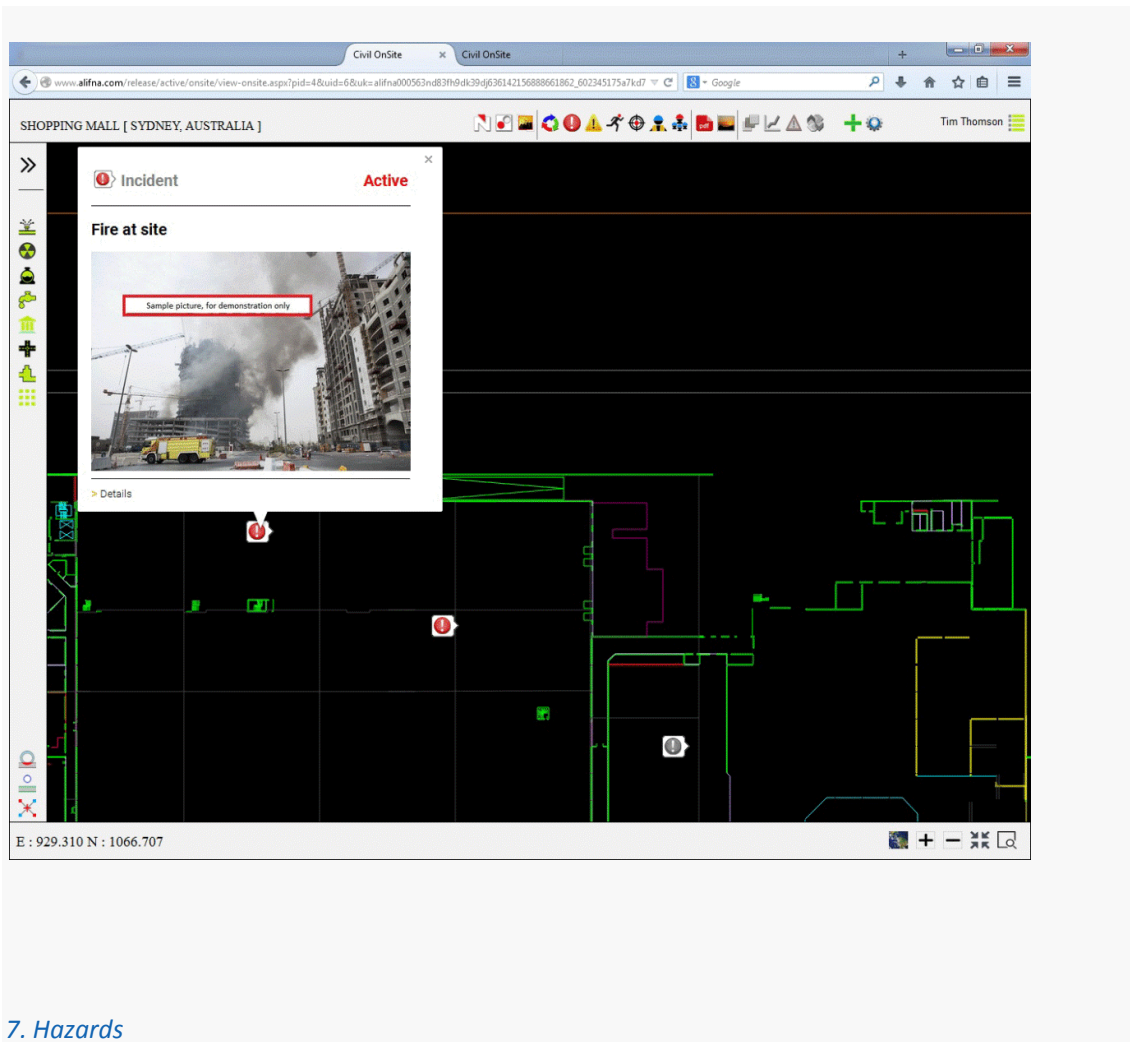 Civil OnSite
Civil OnSite
www.alifna.com/release/active/onsite/view-onsite.aspx?pid=4&uid=6&uk=alifna000563nd83fh9dk39dj636142156888661862_602345175a7kd7
Google
SHOPPING MALL [ SYDNEY, AUSTRALIA ]
Tim Thomson
Incident Active
Fire at site
Sample picture, for demonstration only
> Details
E : 929.310 N : 1066.707
7. Hazards